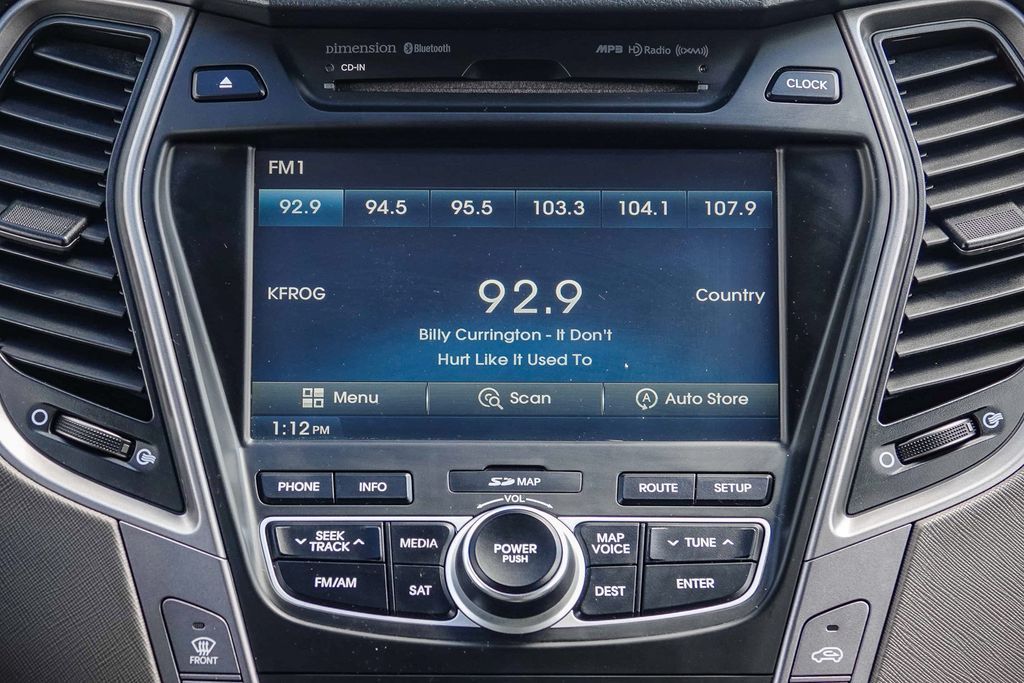 Dimension Bluetooth
MP3 HD Radio ((XM))
CD-IN
CLOCK
FM1
92.9 94.5 95.5 103.3 104.1 107.9
KFROG 92.9 Country
Billy Currington - It Don't
Hurt Like It Used To
Menu Scan Auto Store
1:12 PM
PHONE INFO SD MAP ROUTE SETUP
VOL
SEEK
TRACK
MEDIA
POWER
PUSH
MAP
VOICE
TUNE
FM/AM SAT DEST ENTER
FRONT